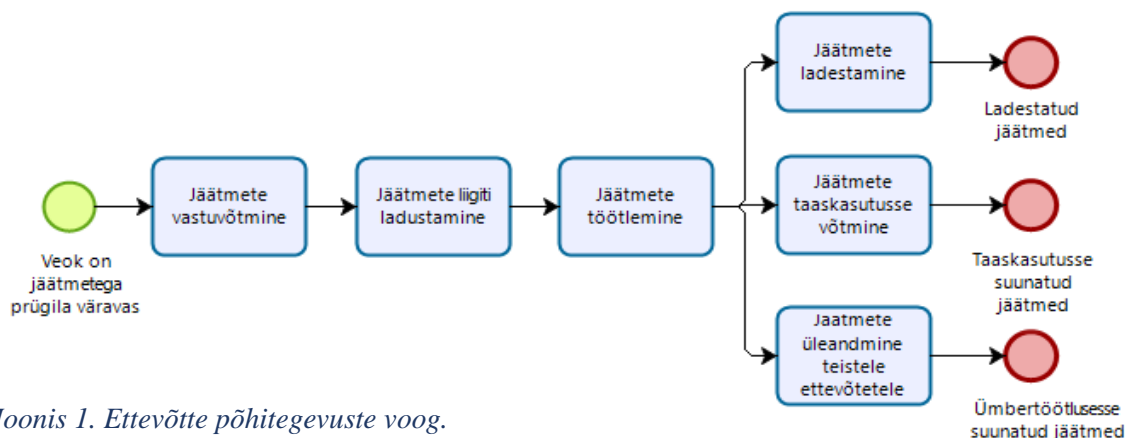 Veok on
jäätmetega
prügila väravas
Jäätmete
vastuvõtmine
Jäätmete liigiti
ladustamine
Jäätmete
töötlemine
Jäätmete
ladestamine
Ladestatud
jäätmed
Jäätmete
taaskasutusse
võtmine
Taaskasutusse
suunatud
jäätmed
Jäätmete
üleandmine
teistele
ettevõtetele
Ümbertöötlusesse
suunatud jäätmed
Joonis 1. Ettevõtte põhitegevuste voog.